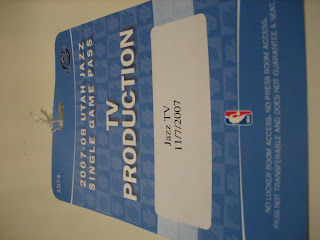 1574
2007-08 UTAH JAZZ
SINGLE GAME PASS
TV
PRODUCTION
Jazz TV
11/7/2007
NO LOCKER ROOM ACCESS. NO PRESS ROOM ACCESS.
PASS NOT TRANSFERABLE AND DOES NOT GUARANTEE A SEAT.